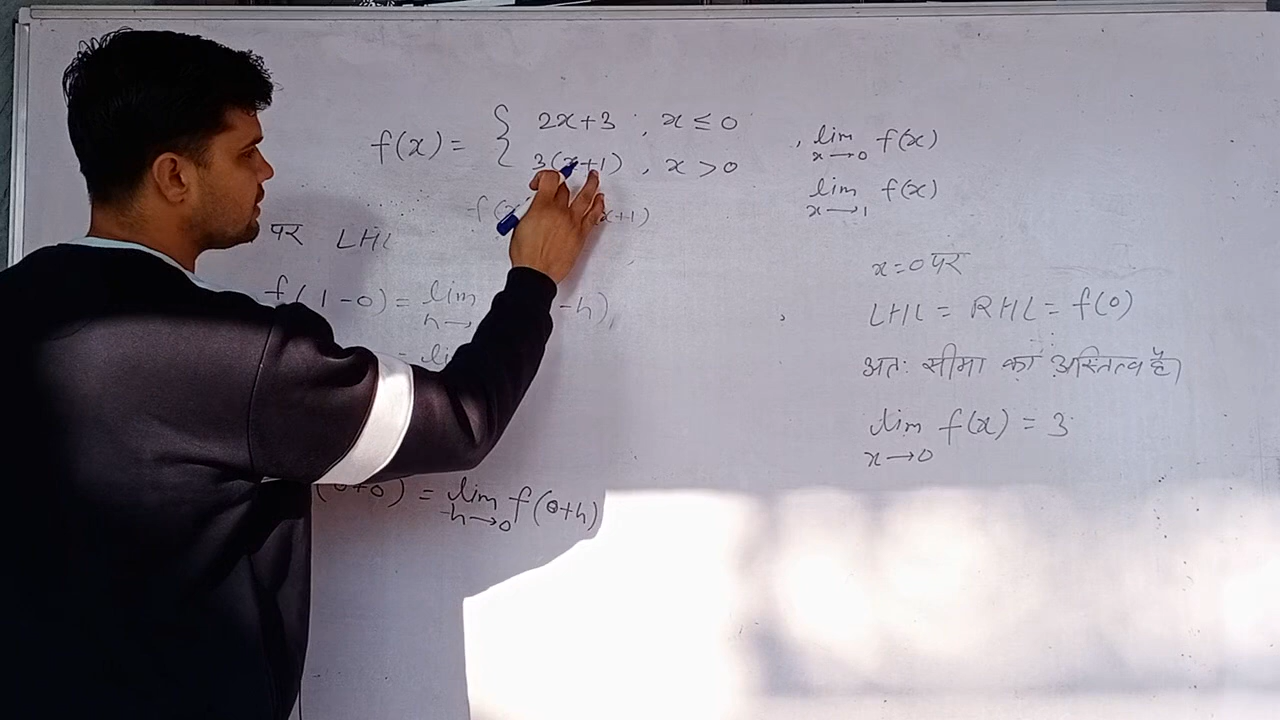 f(x) = { 2x+3 , x ≤ 0
3(x+1) , x > 0
, lim x→0 f(x)
lim x→1 f(x)
x+1)
पर LHL
f(1-0) = lim h→ -h)
=
+0) = lim h→0 f(0+h)
x=0 पर
LHL = RHL = f(0)
अतः सीमा का अस्तित्व है।
lim x→0 f(x) = 3